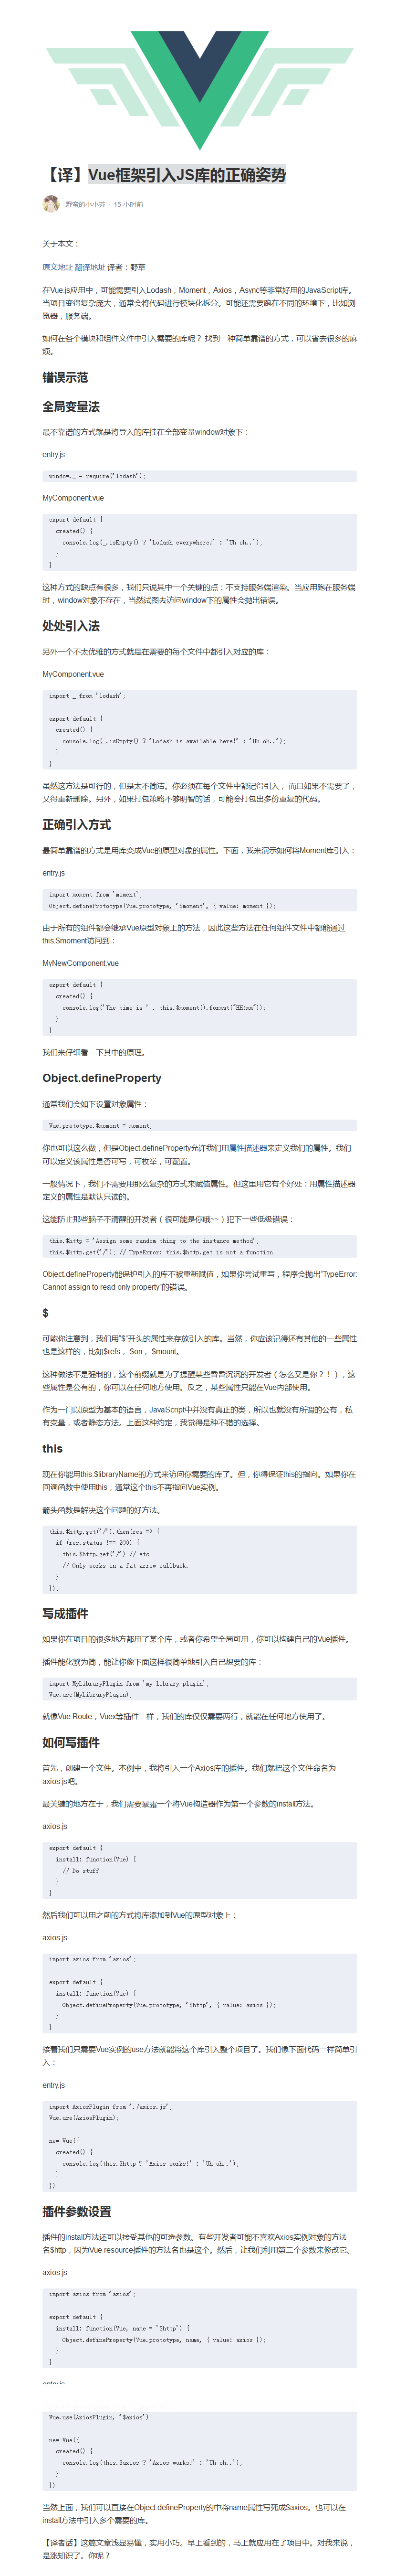 【译】Vue框架引入JS库的正确姿势
野蛮的小小芬 · 15 小时前
关于本文：
原文地址 翻译地址 译者：野草
在Vue.js应用中，可能需要引入Lodash，Moment，Axios，Async等非常好用的JavaScript库。
当项目变得复杂庞大，通常会将代码进行模块化拆分。可能还需要跑在不同的环境下，比如浏
览器，服务端。
如何在各个模块和组件文件中引入需要的库呢？ 找到一种简单靠谱的方式，可以省去很多的麻
烦。
错误示范
全局变量法
最不靠谱的方式就是将导入的库挂在全部变量window对象下：
entry.js
window._ = require('lodash');
MyComponent.vue
export default {
  created() {
    console.log(_.isEmpty() ? 'Lodash everywhere!' : 'Uh oh..');
  }
}
这种方式的缺点有很多，我们只说其中一个关键的点：不支持服务端渲染。当应用跑在服务端
时，window对象不存在，当然试图去访问window下的属性会抛出错误。
处处引入法
另外一个不太优雅的方式就是在需要的每个文件中都引入对应的库：
MyComponent.vue
import _ from 'lodash';
export default {
  created() {
    console.log(_.isEmpty() ? 'Lodash is available here!' : 'Uh oh..');
  }
}
虽然这方法是可行的，但是太不简洁。你必须在每个文件中都记得引入， 而且如果不需要了，
又得重新删除。另外，如果打包策略不够明智的话，可能会打包出多份重复的代码。
正确引入方式
最简单靠谱的方式是用库变成Vue的原型对象的属性。下面，我来演示如何将Moment库引入：
entry.js
import moment from 'moment';
Object.definePrototype(Vue.prototype, '$moment', { value: moment });
由于所有的组件都会继承Vue原型对象上的方法，因此这些方法在任何组件文件中都能通过
this.$moment访问到：
MyNewComponent.vue
export default {
  created() {
    console.log('The time is ' . this.$moment().format("HH:mm"));
  }
}
我们来仔细看一下其中的原理。
Object.defineProperty
通常我们会如下设置对象属性：
Vue.prototype.$moment = moment;
你也可以这么做，但是Object.defineProperty允许我们用属性描述器来定义我们的属性。我们
可以定义该属性是否可写，可枚举，可配置。
一般情况下，我们不需要用那么复杂的方式来赋值属性。但这里用它有个好处：用属性描述器
定义的属性是默认只读的。
这能防止那些脑子不清醒的开发者（很可能是你哦~~）犯下一些低级错误：
this.$http = 'Assign some random thing to the instance method';
this.$http.get('/'); // TypeError: this.$http.get is not a function
Object.defineProperty能保护引入的库不被重新赋值，如果你尝试重写，程序会抛出"TypeError:
Cannot assign to read only property"的错误。
$
可能你注意到，我们用"$"开头的属性来存放引入的库。当然，你应该记得还有其他的一些属性
也是这样的，比如$refs， $on， $mount。
这种做法不是强制的，这个前缀就是为了提醒某些昏昏沉沉的开发者（怎么又是你？！），这
些属性是公有的，你可以在任何地方使用。反之，某些属性只能在Vue内部使用。
作为一门以原型为基本的语言，JavaScript中并没有真正的类，所以也就没有所谓的公有，私
有变量，或者静态方法。上面这种约定，我觉得是种不错的选择。
this
现在你能用this.$libraryName的方式来访问你需要的库了。但，你得保证this的指向。如果你在
回调函数中使用this，通常这个this不再指向Vue实例。
箭头函数是解决这个问题的好方法。
this.$http.get('/').then(res => {
  if (res.status !== 200) {
    this.$http.get('/') // etc
    // Only works in a fat arrow callback.
  }
});
写成插件
如果你在项目的很多地方都用了某个库，或者你希望全局可用，你可以构建自己的Vue插件。
插件能化繁为简，能让你像下面这样很简单地引入自己想要的库：
import MyLibraryPlugin from 'my-library-plugin';
Vue.use(MyLibraryPlugin);
就像Vue Route，Vuex等插件一样，我们的库仅仅需要两行，就能在任何地方使用了。
如何写插件
首先，创建一个文件。本例中，我将引入一个Axios库的插件。我们就把这个文件命名为
axios.js吧。
最关键的地方在于，我们需要暴露一个将Vue构造器作为第一个参数的install方法。
axios.js
export default {
  install: function(Vue) {
    // Do stuff
  }
}
然后我们可以用之前的方式将库添加到Vue的原型对象上：
axios.js
import axios from 'axios';
export default {
  install: function(Vue) {
    Object.defineProperty(Vue.prototype, '$http', { value: axios });
  }
}
接着我们只需要Vue实例的use方法就能将这个库引入整个项目了。我们像下面代码一样简单引
入：
entry.js
import AxiosPlugin from './axios.js';
Vue.use(AxiosPlugin);
new Vue({
  created() {
    console.log(this.$http ? 'Axios works!' : 'Uh oh..');
  }
})
插件参数设置
插件的install方法还可以接受其他的可选参数。有些开发者可能不喜欢Axios实例对象的方法
名$http，因为Vue resource插件的方法名也是这个。然后，让我们利用第二个参数来修改它。
axios.js
import axios from 'axios';
export default {
  install: function(Vue, name = '$http') {
    Object.defineProperty(Vue.prototype, name, { value: axios });
  }
}
entry.js
Vue.use(AxiosPlugin, '$axios');
new Vue({
  created() {
    console.log(this.$axios ? 'Axios works!' : 'Uh oh..');
  }
})
当然上面，我们可以直接在Object.defineProperty的中将name属性写死成$axios。也可以在
install方法中引入多个需要的库。
【译者话】这篇文章浅显易懂，实用小巧。早上看到的，马上就应用在了项目中。对我来说，
是涨知识了。你呢？